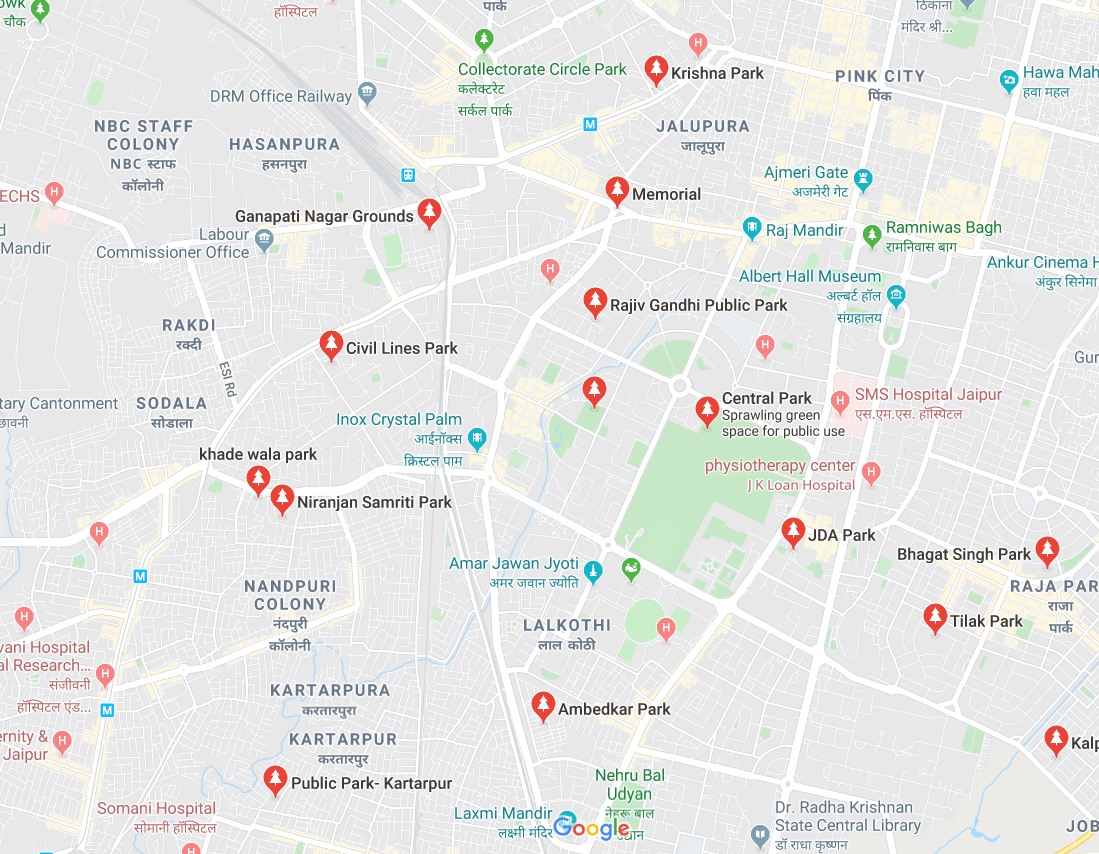 owk
चौक
हॉस्पिटल
पार्क
ठिकाना
मंदिर श्री...
Collectorate Circle Park
कलेक्टरेट
सर्कल पार्क
Krishna Park
PINK CITY
पिंक
Hawa Mah
हवा महल
DRM Office Railway
NBC STAFF
COLONY
NBC स्टाफ
कॉलोनी
HASANPURA
हसनपुरा
M
JALUPURA
जालूपुरा
Ajmeri Gate
अजमेरी गेट
ECHS
H
Memorial
Ganapati Nagar Grounds
d
Mandir
Labour
Commissioner Office
Raj Mandir
Ramniwas Bagh
रामनिवास बाग
Albert Hall Museum
अल्बर्ट हॉल
संग्रहालय
Ankur Cinema H
अंकुर सिनेमा
Rajiv Gandhi Public Park
RAKDI
रक्दी
Civil Lines Park
ESI Rd
Gur
tary Cantonment
छावनी
SODALA
सोडाला
Central Park
Sprawling green
space for public use
SMS Hospital Jaipur
एस.एम.एस. हॉस्पिटल
Inox Crystal Palm
आईनॉक्स
क्रिस्टल पाम
khade wala park
physiotherapy center
J K Loan Hospital
Niranjan Samriti Park
JDA Park
Bhagat Singh Park
Amar Jawan Jyoti
अमर जवान ज्योति
M
NANDPURI
COLONY
नंदपुरी
कॉलोनी
RAJA PAR
राजा
पार्क
Tilak Park
LALKOTHI
लाल कोठी
vani Hospital
al Research...
संजीवनी
हॉस्पिटल एंड...
M
KARTARPURA
करतारपुरा
Ambedkar Park
KARTARPUR
करतारपुर
ernity &
Jaipur
Kalp
Public Park- Kartarpur
Nehru Bal
Udyan
नेहरू बाल
उद्यान
Somani Hospital
सोमानी हॉस्पिटल
Laxmi Mandir
लक्ष्मी मंदिर
Google
Dr. Radha Krishnan
State Central Library
डॉ राधा कृष्णन
JOB